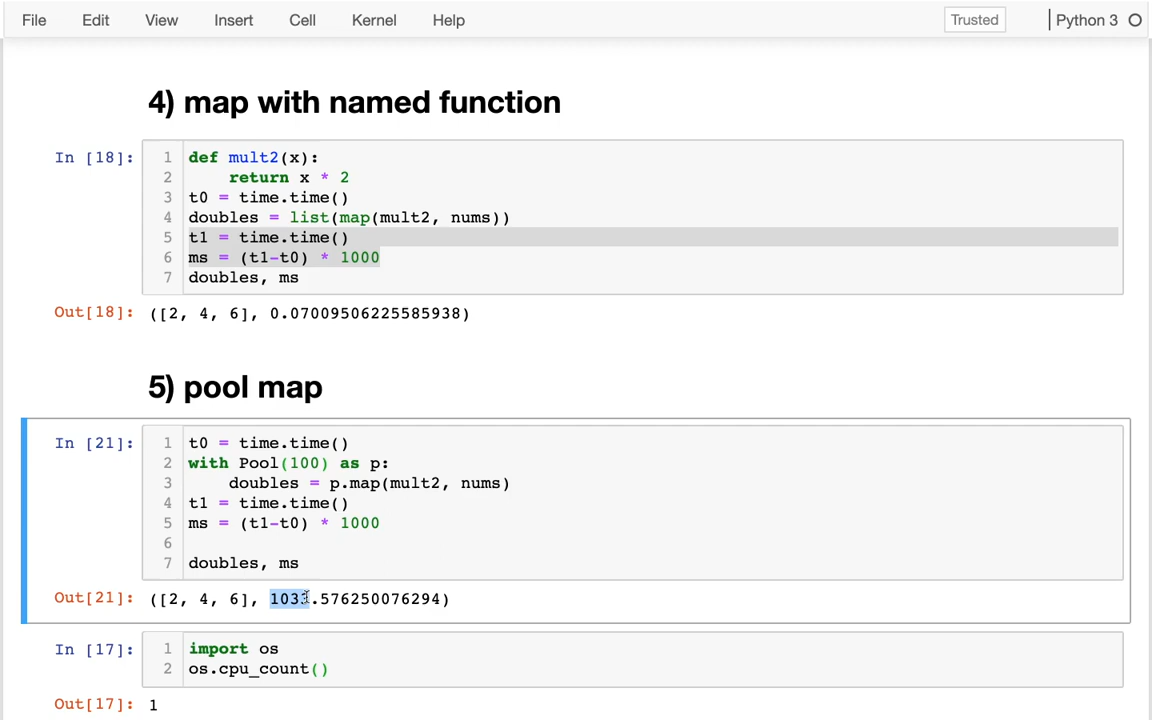 File Edit View Insert Cell Kernel Help Trusted Python 3
4) map with named function
In [18]:
1 def mult2(x):
2 return x * 2
3 t0 = time.time()
4 doubles = list(map(mult2, nums))
5 t1 = time.time()
6 ms = (t1-t0) * 1000
7 doubles, ms
Out[18]: ([2, 4, 6], 0.07009506225585938)
5) pool map
In [21]:
1 t0 = time.time()
2 with Pool(100) as p:
3 doubles = p.map(mult2, nums)
4 t1 = time.time()
5 ms = (t1-t0) * 1000
6
7 doubles, ms
Out[21]: ([2, 4, 6],
In [17]:
1 import os
2 os.cpu_count()
Out[17]: 1